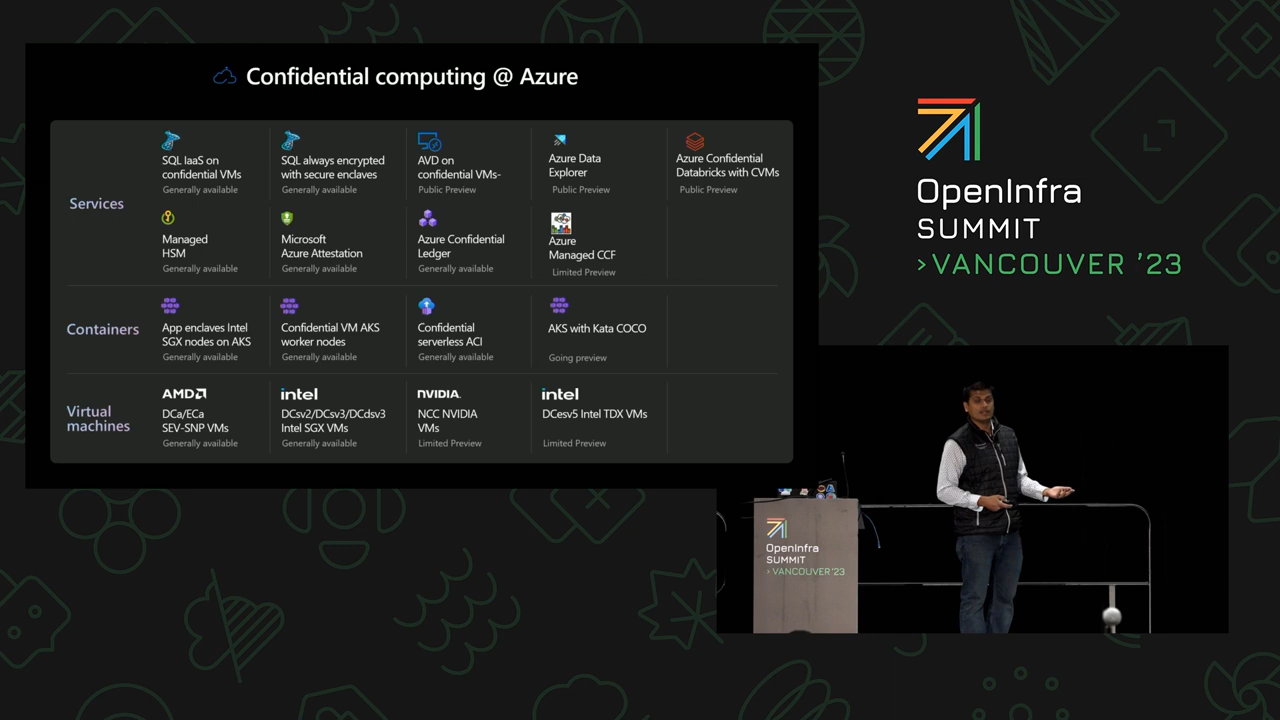 Confidential computing @ Azure
Services
SQL IaaS on
confidential VMs
Generally available
SQL always encrypted
with secure enclaves
Generally available
AVD on
confidential VMs-
Public Preview
Azure Data
Explorer
Public Preview
Azure Confidential
Databricks with CVMs
Public Preview
Managed
HSM
Generally available
Microsoft
Azure Attestation
Generally available
Azure Confidential
Ledger
Generally available
Azure
Managed CCF
Limited Preview
Containers
App enclaves Intel
SGX nodes on AKS
Generally available
Confidential VM AKS
worker nodes
Generally available
Confidential
serverless ACI
Generally available
AKS with Kata COCO
Going preview
Virtual
machines
AMD
DCa/ECa
SEV-SNP VMs
Generally available
intel
DCsv2/DCsv3/DCdsv3
Intel SGX VMs
Generally available
NVIDIA.
NCC NVIDIA
VMs
Limited Preview
intel
DCesv5 Intel TDX VMs
Limited Preview
OpenInfra
SUMMIT
>VANCOUVER '23
OpenInfra
SUMMIT
>VANCOUVER '23